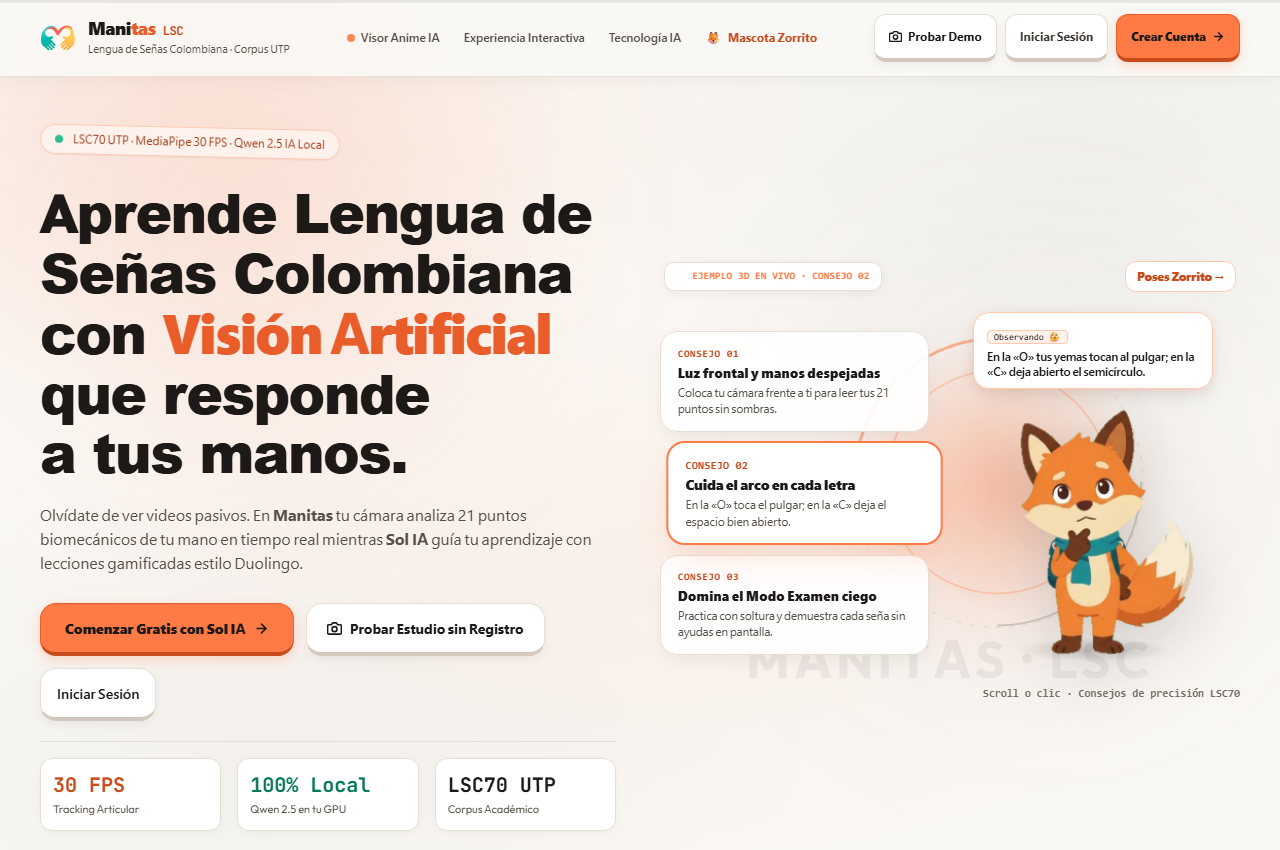 Manitas LSC
Lengua de Señas Colombiana · Corpus UTP
Visor Anime IA
Experiencia Interactiva
Tecnología IA
Mascota Zorrito
Probar Demo
Iniciar Sesión
Crear Cuenta →
LSC70 UTP · MediaPipe 30 FPS · Qwen 2.5 IA Local
Aprende Lengua de
Señas Colombiana
con Visión Artificial
que responde
a tus manos.
Olvídate de ver videos pasivos. En Manitas tu cámara analiza 21 puntos
biomecánicos de tu mano en tiempo real mientras Sol IA guía tu aprendizaje con
lecciones gamificadas estilo Duolingo.
Comenzar Gratis con Sol IA →
Probar Estudio sin Registro
Iniciar Sesión
30 FPS
Tracking Articular
100% Local
Qwen 2.5 en tu GPU
LSC70 UTP
Corpus Académico
EJEMPLO 3D EN VIVO · CONSEJO 02
Poses Zorrito →
CONSEJO 01
Luz frontal y manos despejadas
Coloca tu cámara frente a ti para leer tus 21
puntos sin sombras.
CONSEJO 02
Cuida el arco en cada letra
En la «O» toca el pulgar; en la «C» deja el
espacio bien abierto.
CONSEJO 03
Domina el Modo Examen ciego
Practica con soltura y demuestra cada seña sin
ayudas en pantalla.
Observando 🤔
En la «O» tus yemas tocan al pulgar; en la
«C» deja abierto el semicírculo.
MANITAS · LSC
Scroll o clic · Consejos de precisión LSC70